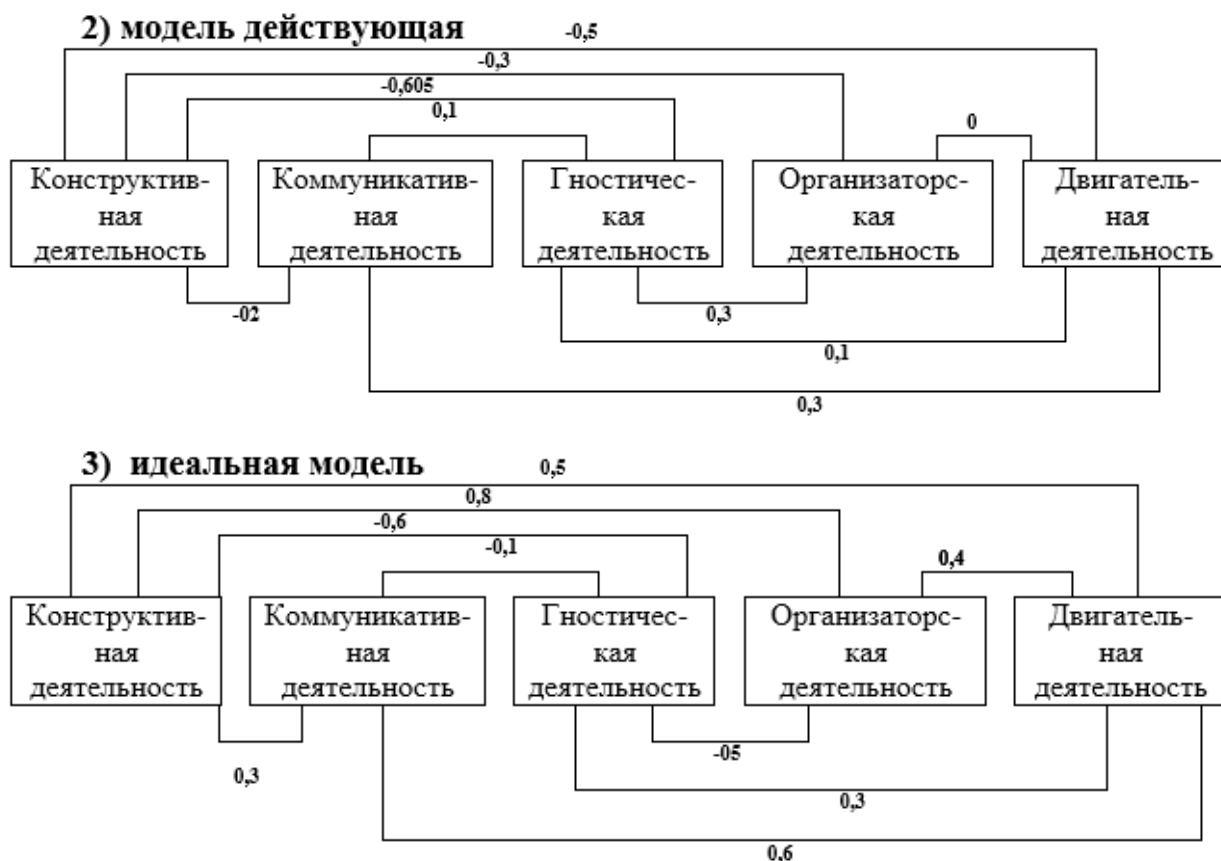 2) модель действующая
-0,5
-0,3
-0,605
0,1
0
Конструктив-
ная
деятельность
Коммуникатив-
ная
деятельность
Гностичес-
кая
деятельность
Организаторс-
кая
деятельность
Двигатель-
ная
деятельность
-02
0,3
0,1
0,3
3) идеальная модель
0,5
0,8
-0,6
-0,1
0,4
Конструктив-
ная
деятельность
Коммуникатив-
ная
деятельность
Гностичес-
кая
деятельность
Организаторс-
кая
деятельность
Двигатель-
ная
деятельность
-05
0,3
0,3
0,6